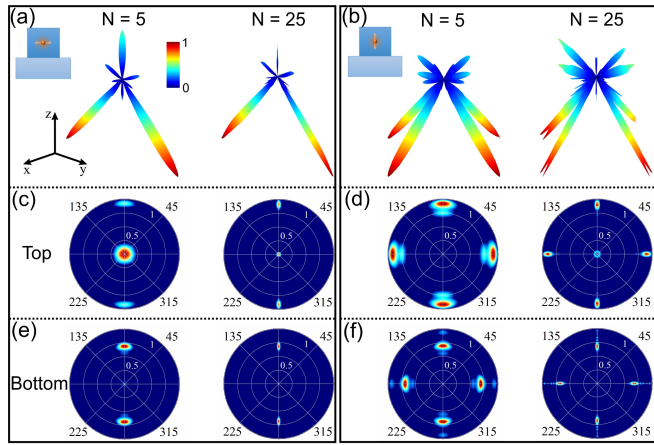 (a) N = 5 N = 25
1
0
z
x y
(b) N = 5 N = 25
(c) 135 45 135 45
1 1
0.5 0.5
Top
225 315 225 315
(d) 135 45 135 45
1 1
0.5 0.5
225 315 225 315
(e) 135 45 135 45
1 1
0.5 0.5
Bottom
225 315 225 315
(f) 135 45 135 45
1 1
0.5 0.5
225 315 225 315